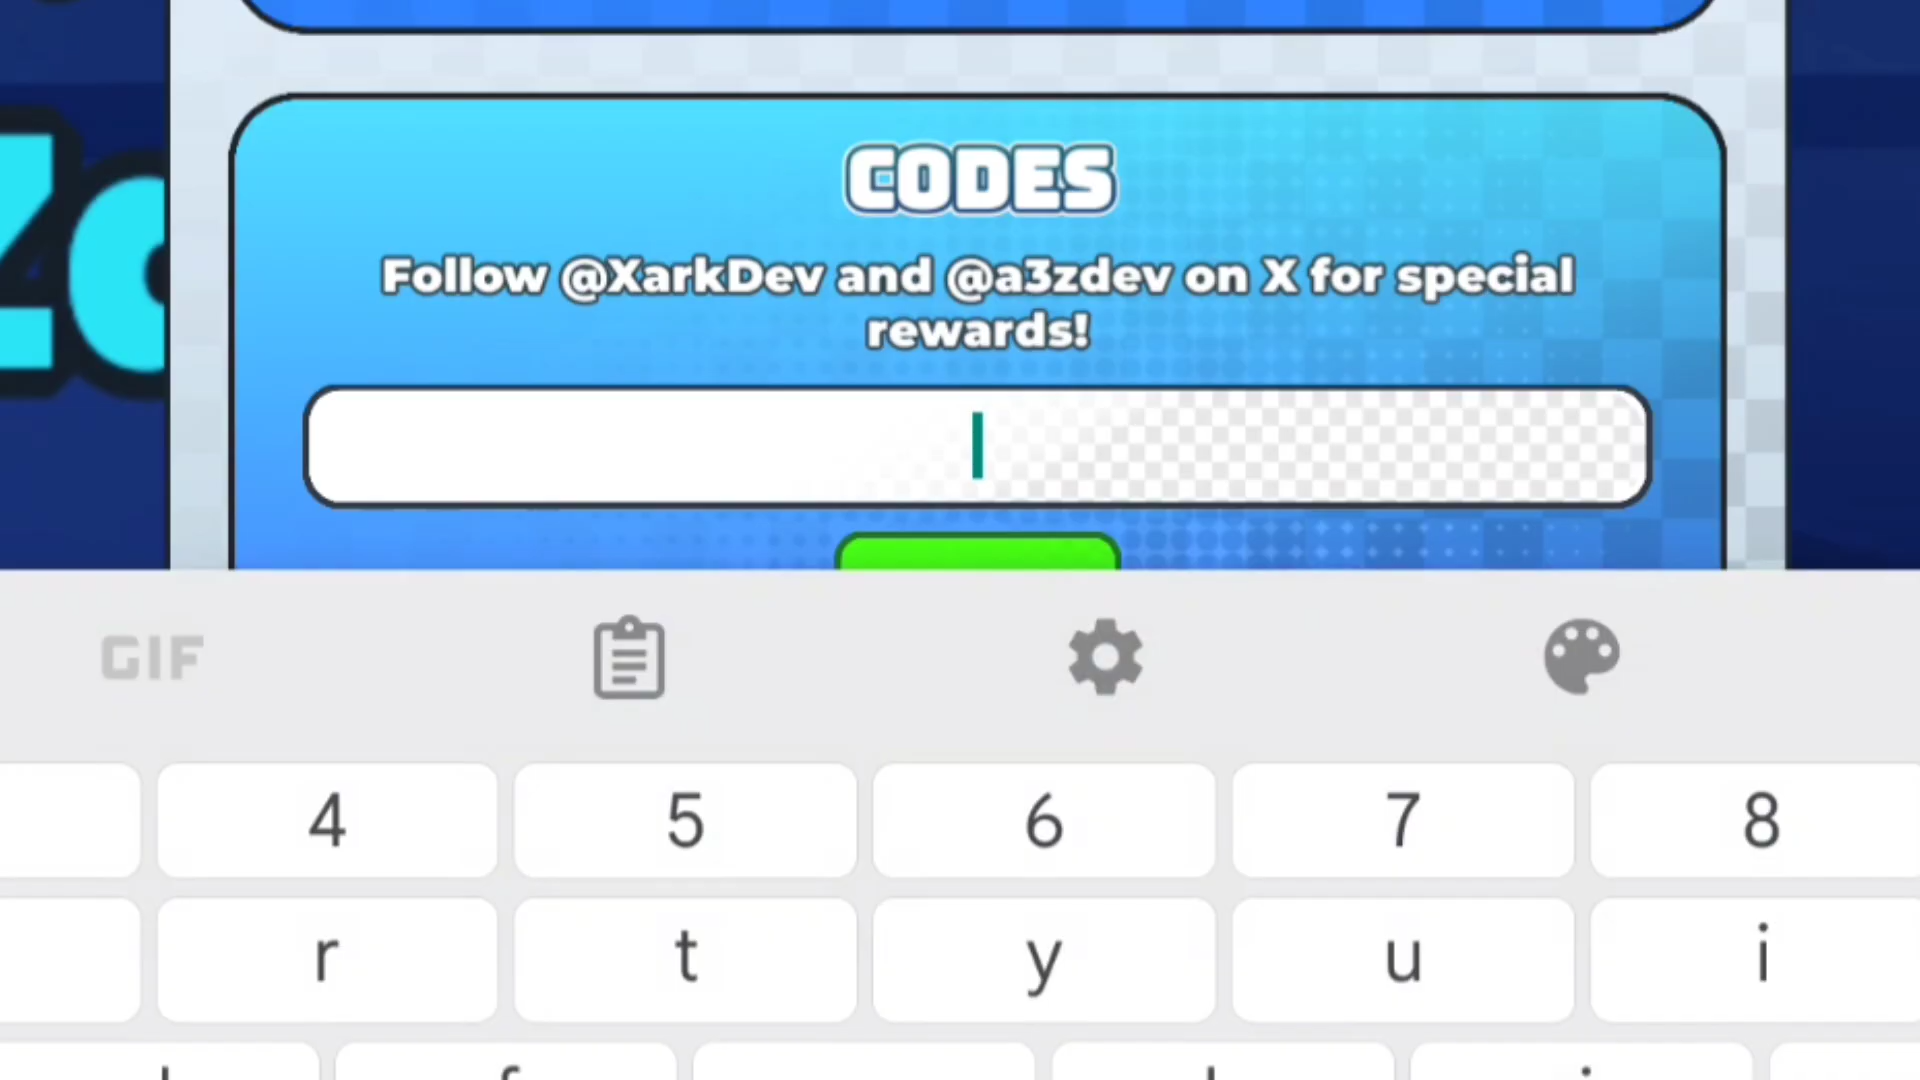 CODES
Follow @XarkDev and @a3zdev on X for special
rewards!
GIF
4 5 6 7 8
r t y u i